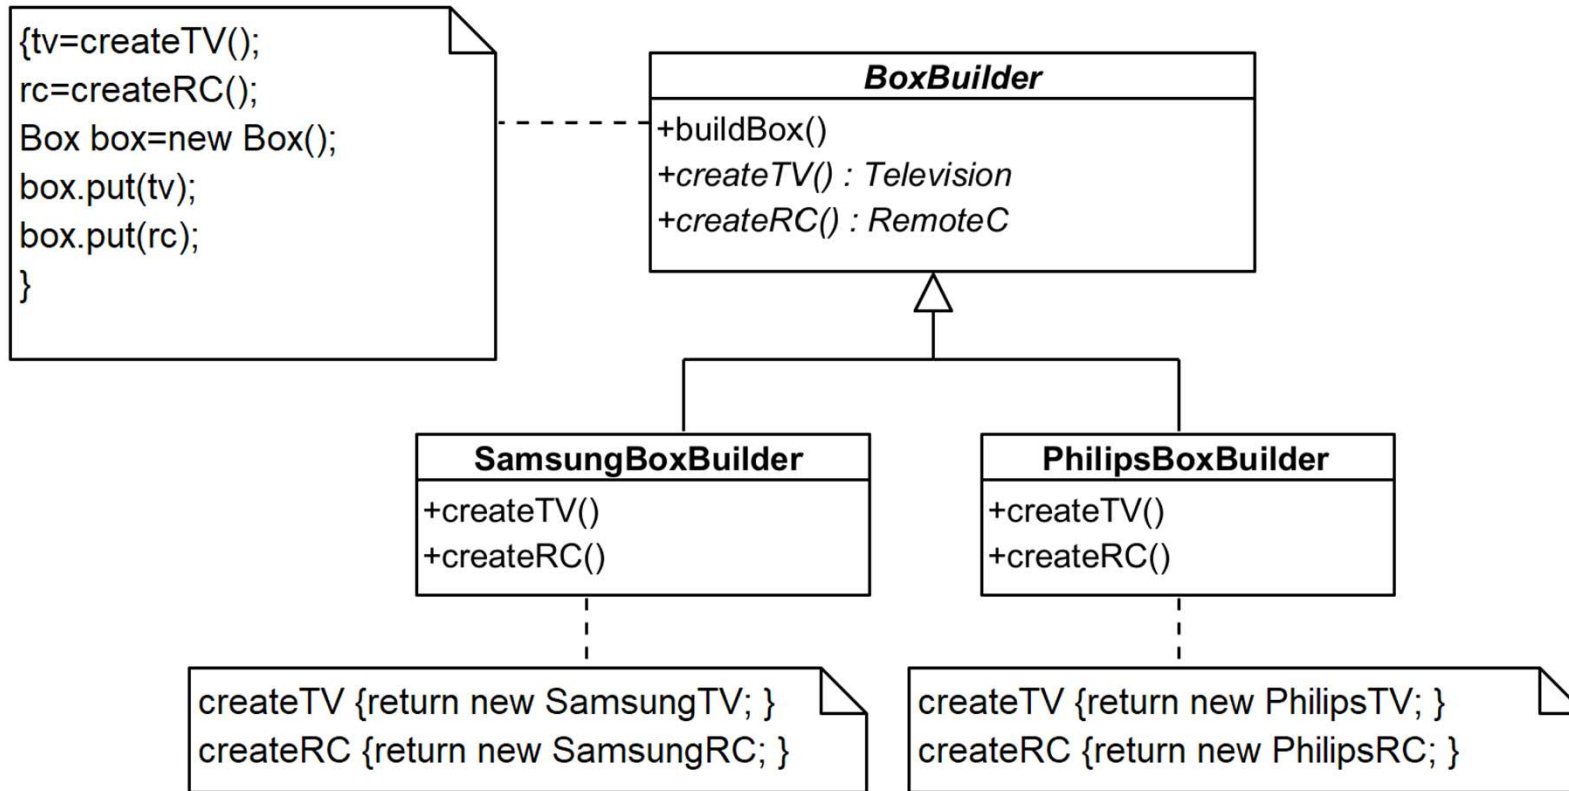 {tv=createTV();
rc=createRC();
Box box=new Box();
box.put(tv);
box.put(rc);
}
BoxBuilder
+buildBox()
+createTV() : Television
+createRC() : RemoteC
SamsungBoxBuilder
+createTV()
+createRC()
PhilipsBoxBuilder
+createTV()
+createRC()
createTV {return new SamsungTV; }
createRC {return new SamsungRC; }
createTV {return new PhilipsTV; }
createRC {return new PhilipsRC; }